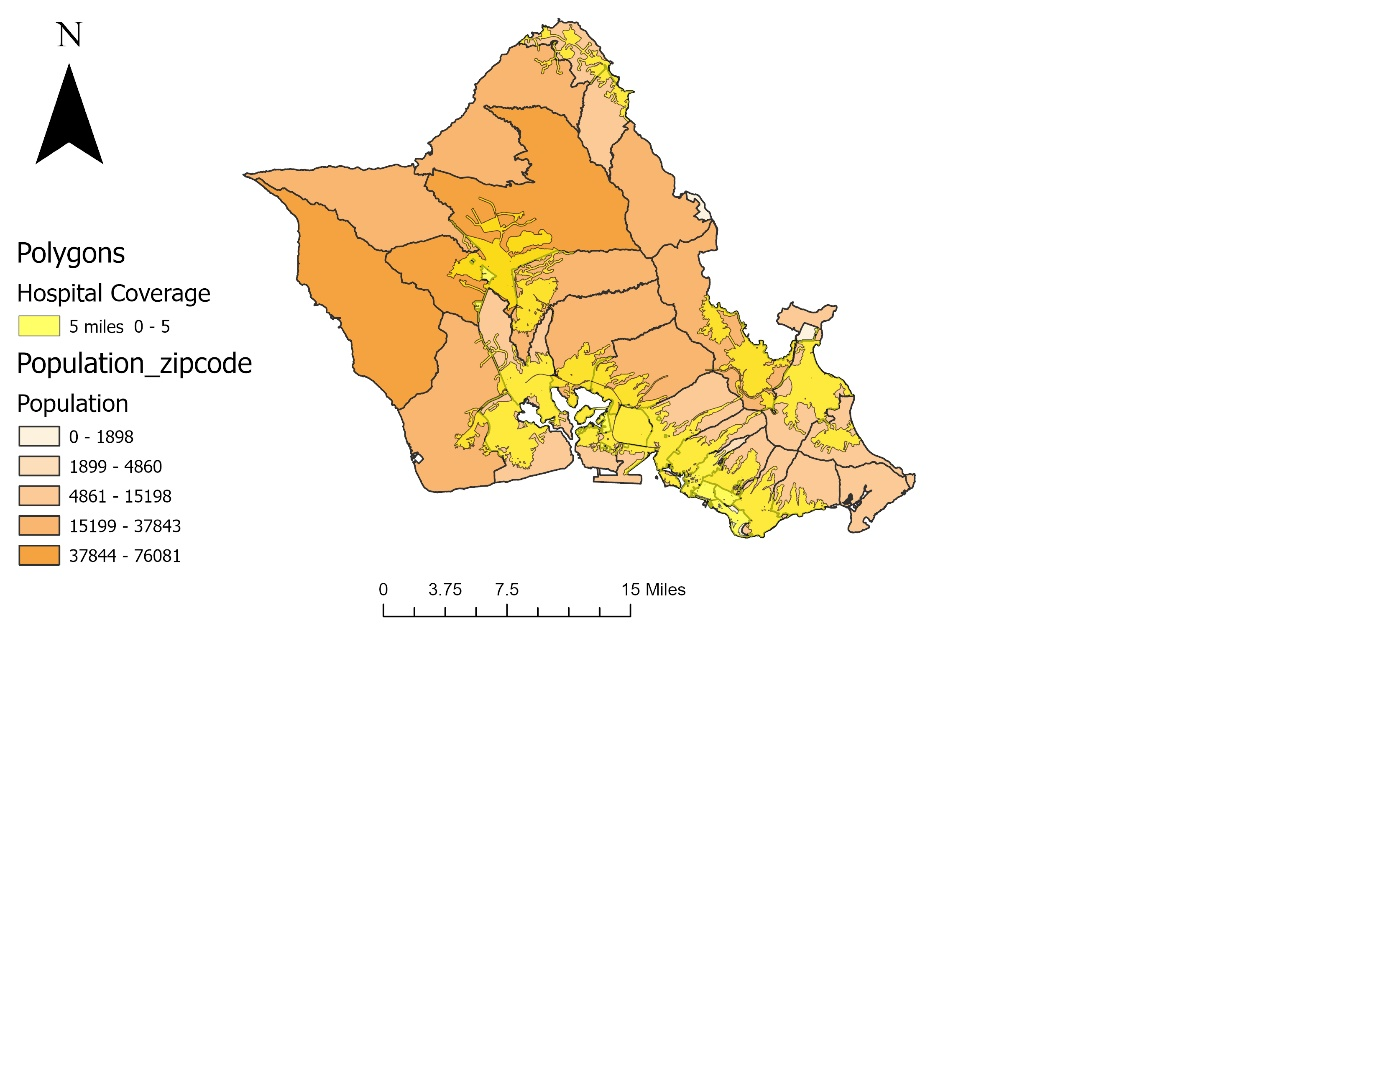 N
Polygons
Hospital Coverage
5 miles 0 - 5
Population_zipcode
Population
0 - 1898
1899 - 4860
4861 - 15198
15199 - 37843
37844 - 76081
0 3.75 7.5 15 Miles